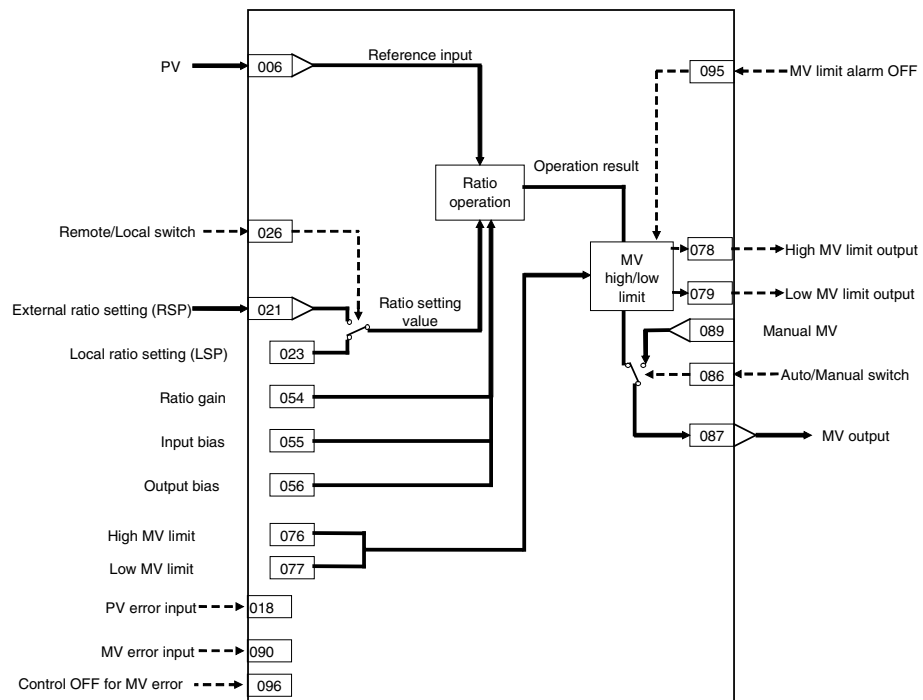 PV
006
Reference input
095
MV limit alarm OFF
Operation result
Ratio
operation
Remote/Local switch
026
MV
high/low
limit
078
High MV limit output
079
Low MV limit output
External ratio setting (RSP)
021
Ratio setting
value
089
Manual MV
Local ratio setting (LSP)
023
086
Auto/Manual switch
Ratio gain
054
Input bias
055
087
MV output
Output bias
056
High MV limit
076
Low MV limit
077
PV error input
018
MV error input
090
Control OFF for MV error
096